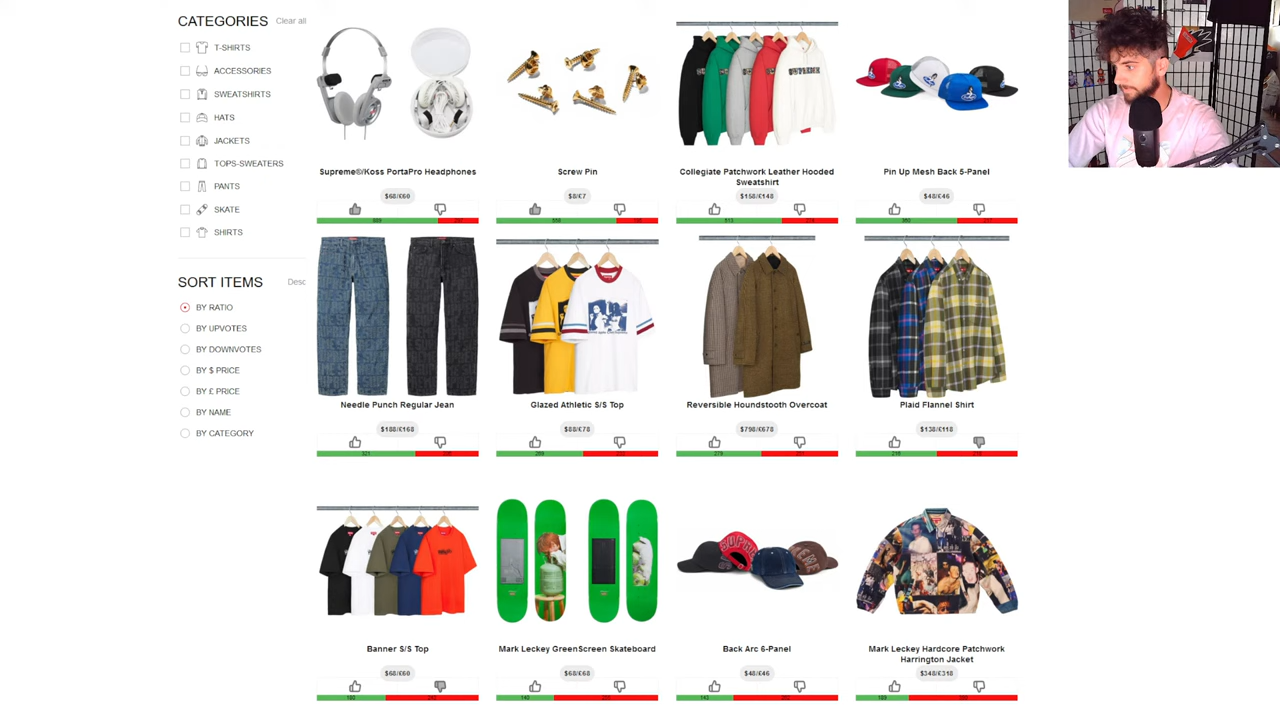 CATEGORIES Clear all
T-SHIRTS
ACCESSORIES
SWEATSHIRTS
HATS
JACKETS
TOPS-SWEATERS
PANTS
SKATE
SHIRTS
SORT ITEMS Desc
BY RATIO
BY UPVOTES
BY DOWNVOTES
BY $ PRICE
BY £ PRICE
BY NAME
BY CATEGORY
Supreme®/Koss PortaPro Headphones
$68/£60
Screw Pin
$8/£7
Collegiate Patchwork Leather Hooded
Sweatshirt
$158/£148
Pin Up Mesh Back 5-Panel
$48/£46
Needle Punch Regular Jean
$188/£168
Glazed Athletic S/S Top
$88/£78
Reversible Houndstooth Overcoat
$798/£678
Plaid Flannel Shirt
$138/£118
Banner S/S Top
$68/£60
Mark Leckey GreenScreen Skateboard
$68/£68
Back Arc 6-Panel
$48/£46
Mark Leckey Hardcore Patchwork
Harrington Jacket
$348/£318